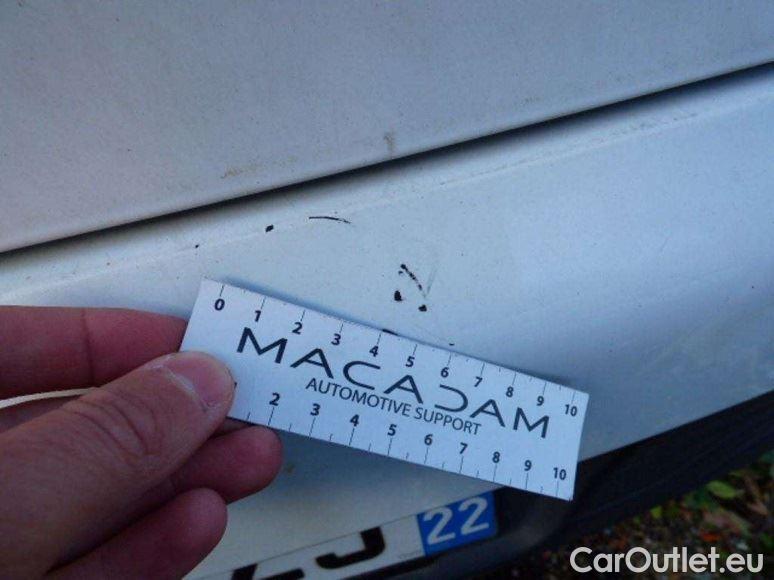 0 1 2 3 4 5 6 7 8 9 10
MACADAM
AUTOMOTIVE SUPPORT
2 3 4 5 6 7 8 9 10
22
CarOutlet.eu